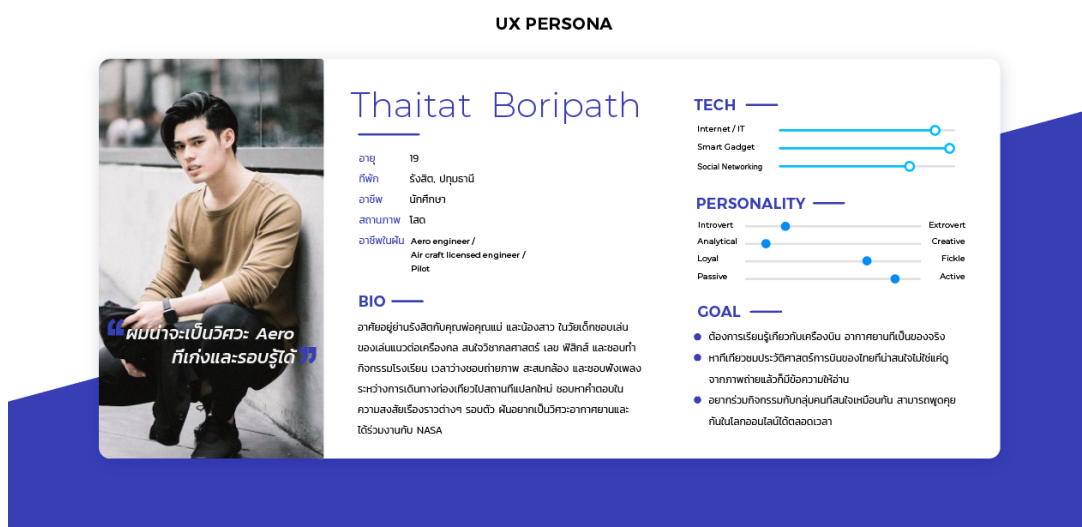 UX PERSONA
“ผมน่าจะเป็นวิศวะ Aero
ที่เก่งและรอบรู้ได้”
Thaitat Boripath
อายุ 19
ที่พัก รังสิต, ปทุมธานี
อาชีพ นักศึกษา
สถานภาพ โสด
อาชีพในฝัน Aero engineer /
Air craft licensed engineer /
Pilot
BIO
อาศัยอยู่ย่านรังสิตกับคุณพ่อคุณแม่ และน้องสาว ในวัยเด็กชอบเล่น
ของเล่นแนวต่อเครื่องกล สนใจวิชากลศาสตร์ เลข ฟิสิกส์ และชอบทำ
กิจกรรมโรงเรียน เวลาว่างชอบถ่ายภาพ สะสมกล้อง และชอบฟังเพลง
ระหว่างการเดินทางท่องเที่ยวไปสถานที่แปลกใหม่ ชอบหาคำตอบใน
ความสงสัยเรื่องราวต่างๆ รอบตัว ฝันอยากเป็นวิศวะอากาศยานและ
ได้ร่วมงานกับ NASA
TECH
Internet / IT
Smart Gadget
Social Networking
PERSONALITY
Introvert Extrovert
Analytical Creative
Loyal Fickle
Passive Active
GOAL
ต้องการเรียนรู้เกี่ยวกับเครื่องบิน อากาศยานที่เป็นของจริง
หาที่เที่ยวชมประวัติศาสตร์การบินของไทยที่น่าสนใจไม่ใช่แค่ดู
จากภาพถ่ายแล้วก็มีข้อความให้อ่าน
อยากร่วมกิจกรรมกับกลุ่มคนที่สนใจเหมือนกัน สามารถพูดคุย
กันในโลกออนไลน์ได้ตลอดเวลา